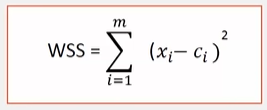 WSS = ∑_{i=1}^{m} (x_i − c_i)^2